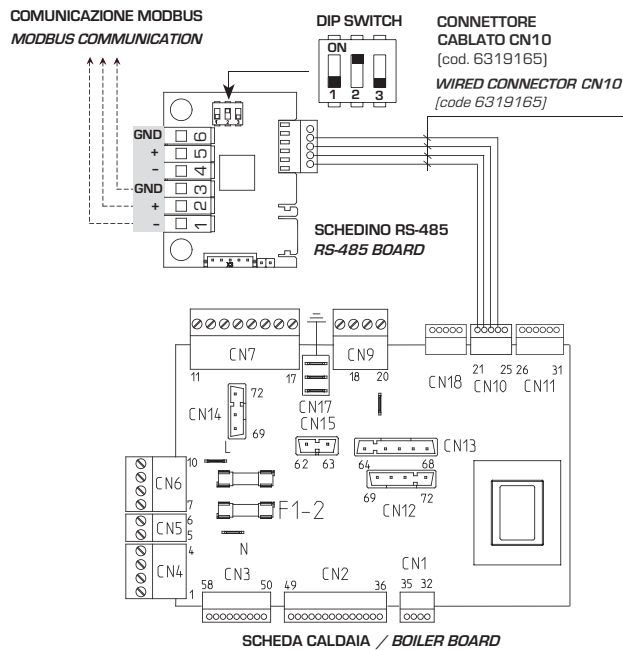 COMUNICAZIONE MODBUS
MODBUS COMMUNICATION
DIP SWITCH
ON
1 2 3
CONNETTORE
CABLATO CN10
(cod. 6319165)
WIRED CONNECTOR CN10
(code 6319165)
1 2 3
GND 6
+ 5
- 4
GND 3
+ 2
- 1
X3
SCHEDINO RS-485
RS-485 BOARD
CN7
11 17
CN9
18 20
CN18
21 25
CN10
26 31
CN11
CN17
CN14
72
69
CN15
62 63
CN13
64 68
CN12
69 72
L
F1-2
N
10
CN6
7
6
CN5
5
4
CN4
1
58 CN3 50
49 CN2 36
CN1
35 32
SCHEDA CALDAIA / BOILER BOARD